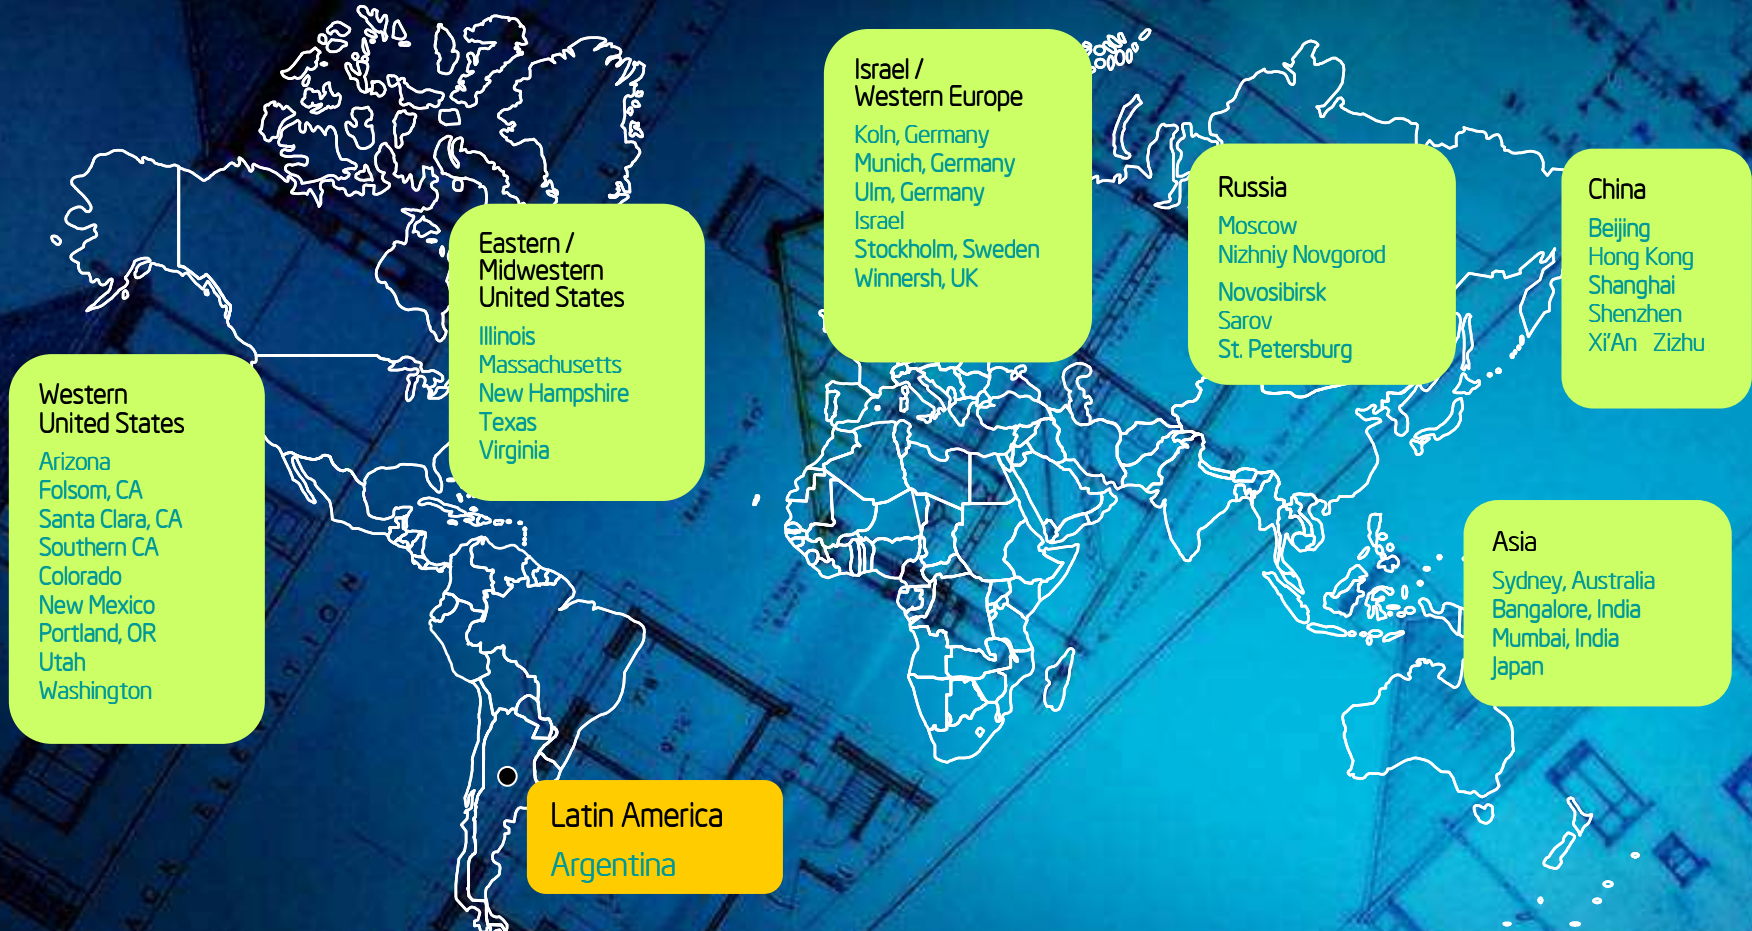 Israel /
Western Europe
Koln, Germany
Munich, Germany
Ulm, Germany
Israel
Stockholm, Sweden
Winnersh, UK
Russia
Moscow
Nizhniy Novgorod
Novosibirsk
Sarov
St. Petersburg
China
Beijing
Hong Kong
Shanghai
Shenzhen
Xi'An Zizhu
Eastern /
Midwestern
United States
Illinois
Massachusetts
New Hampshire
Texas
Virginia
Western
United States
Arizona
Folsom, CA
Santa Clara, CA
Southern CA
Colorado
New Mexico
Portland, OR
Utah
Washington
Asia
Sydney, Australia
Bangalore, India
Mumbai, India
Japan
Latin America
Argentina